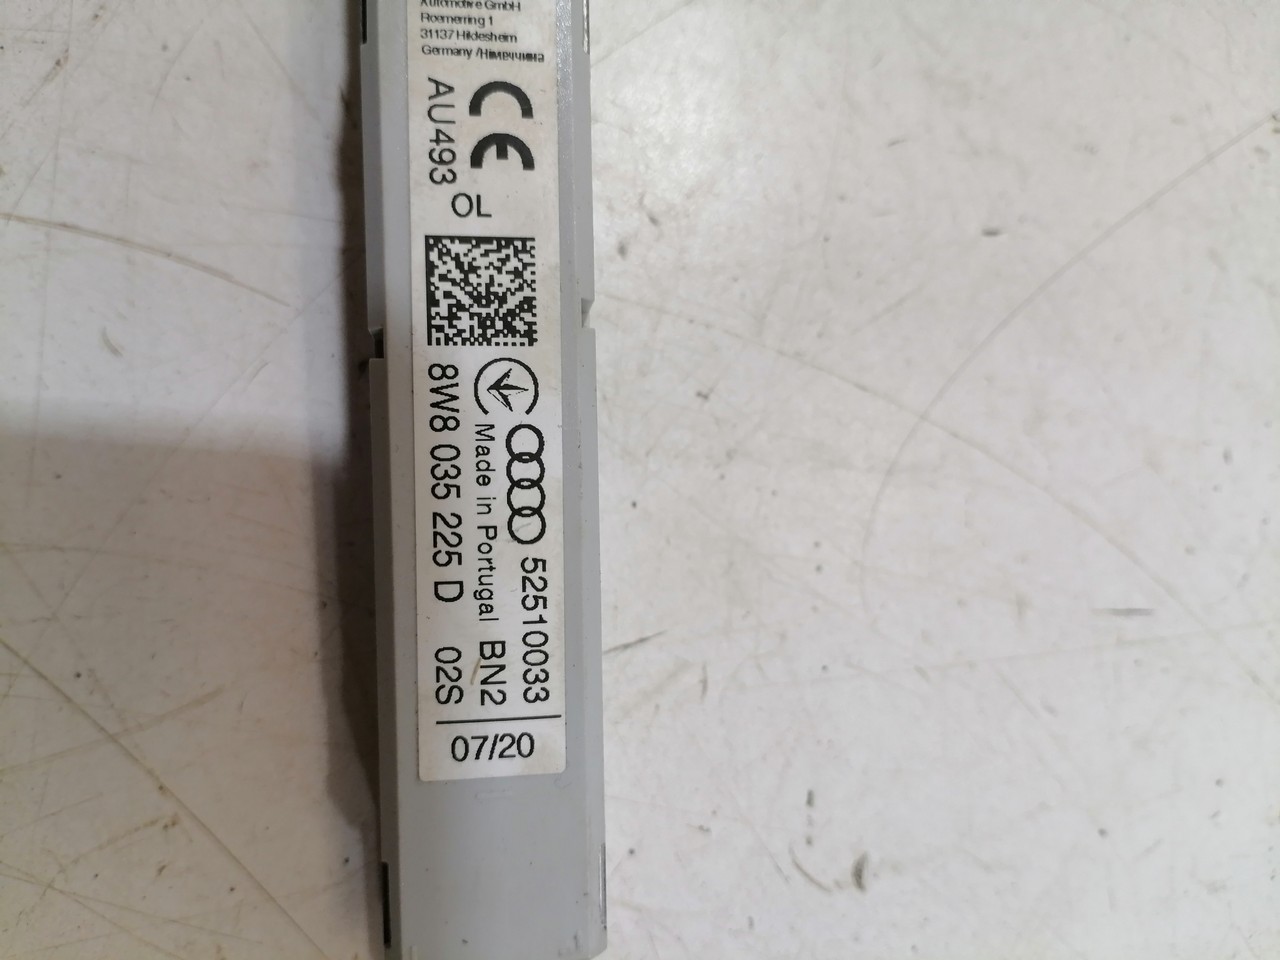 Automotive GmbH
Roemerring 1
31137 Hildesheim
Germany /Німеччина
CE
AU493
OL
52510033
Made in Portugal BN2
8W8 035 225 D 02S
07/20